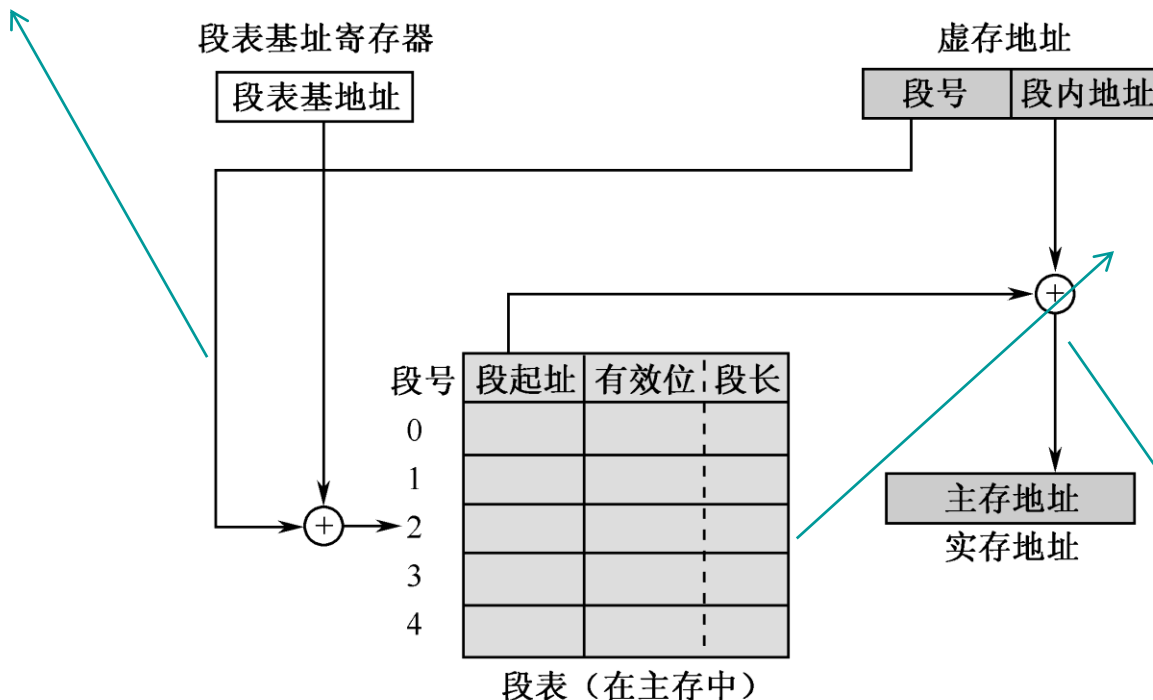 段表基址寄存器
虚存地址
段表基地址
段号 段内地址
+
段号 段起址 有效位 段长
0
1
主存地址
+ 2
实存地址
3
4
段表（在主存中）